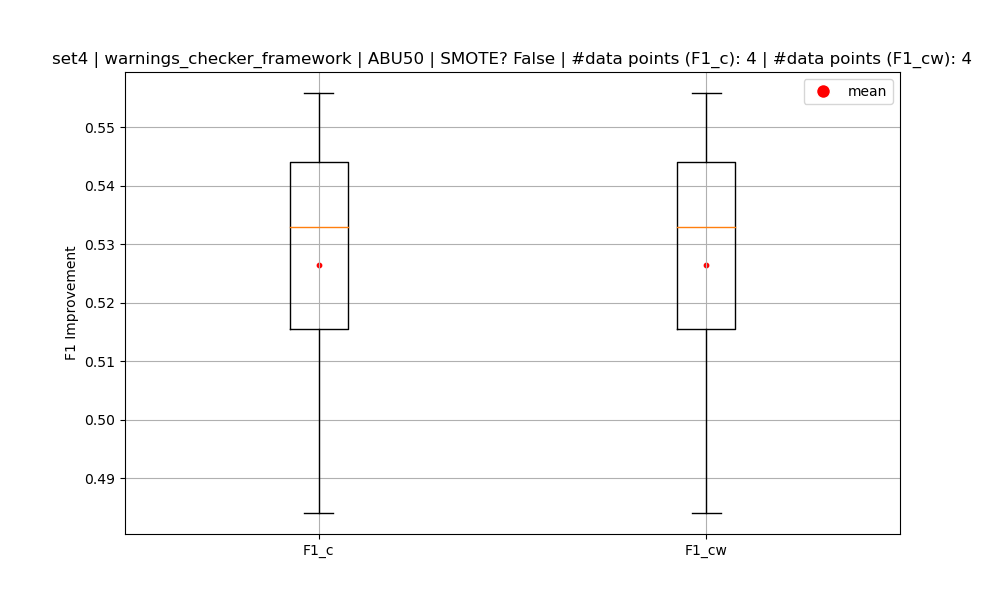 set4 | warnings_checker_framework | ABU50 | SMOTE? False | #data points (F1_c): 4 | #data points (F1_cw): 4
mean
0.55
0.54
0.53
0.52
0.51
0.50
0.49
F1 Improvement
F1_c
F1_cw